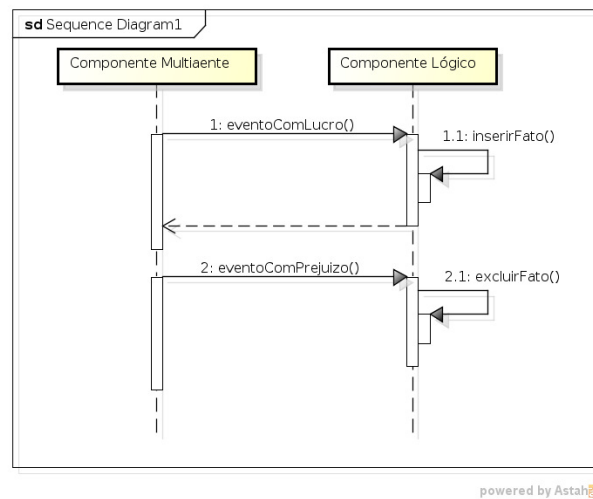 sd Sequence Diagram1
Componente Multiaente
Componente Lógico
1: eventoComLucro()
1.1: inserirFato()
2: eventoComPrejuizo()
2.1: excluirFato()
powered by Astah